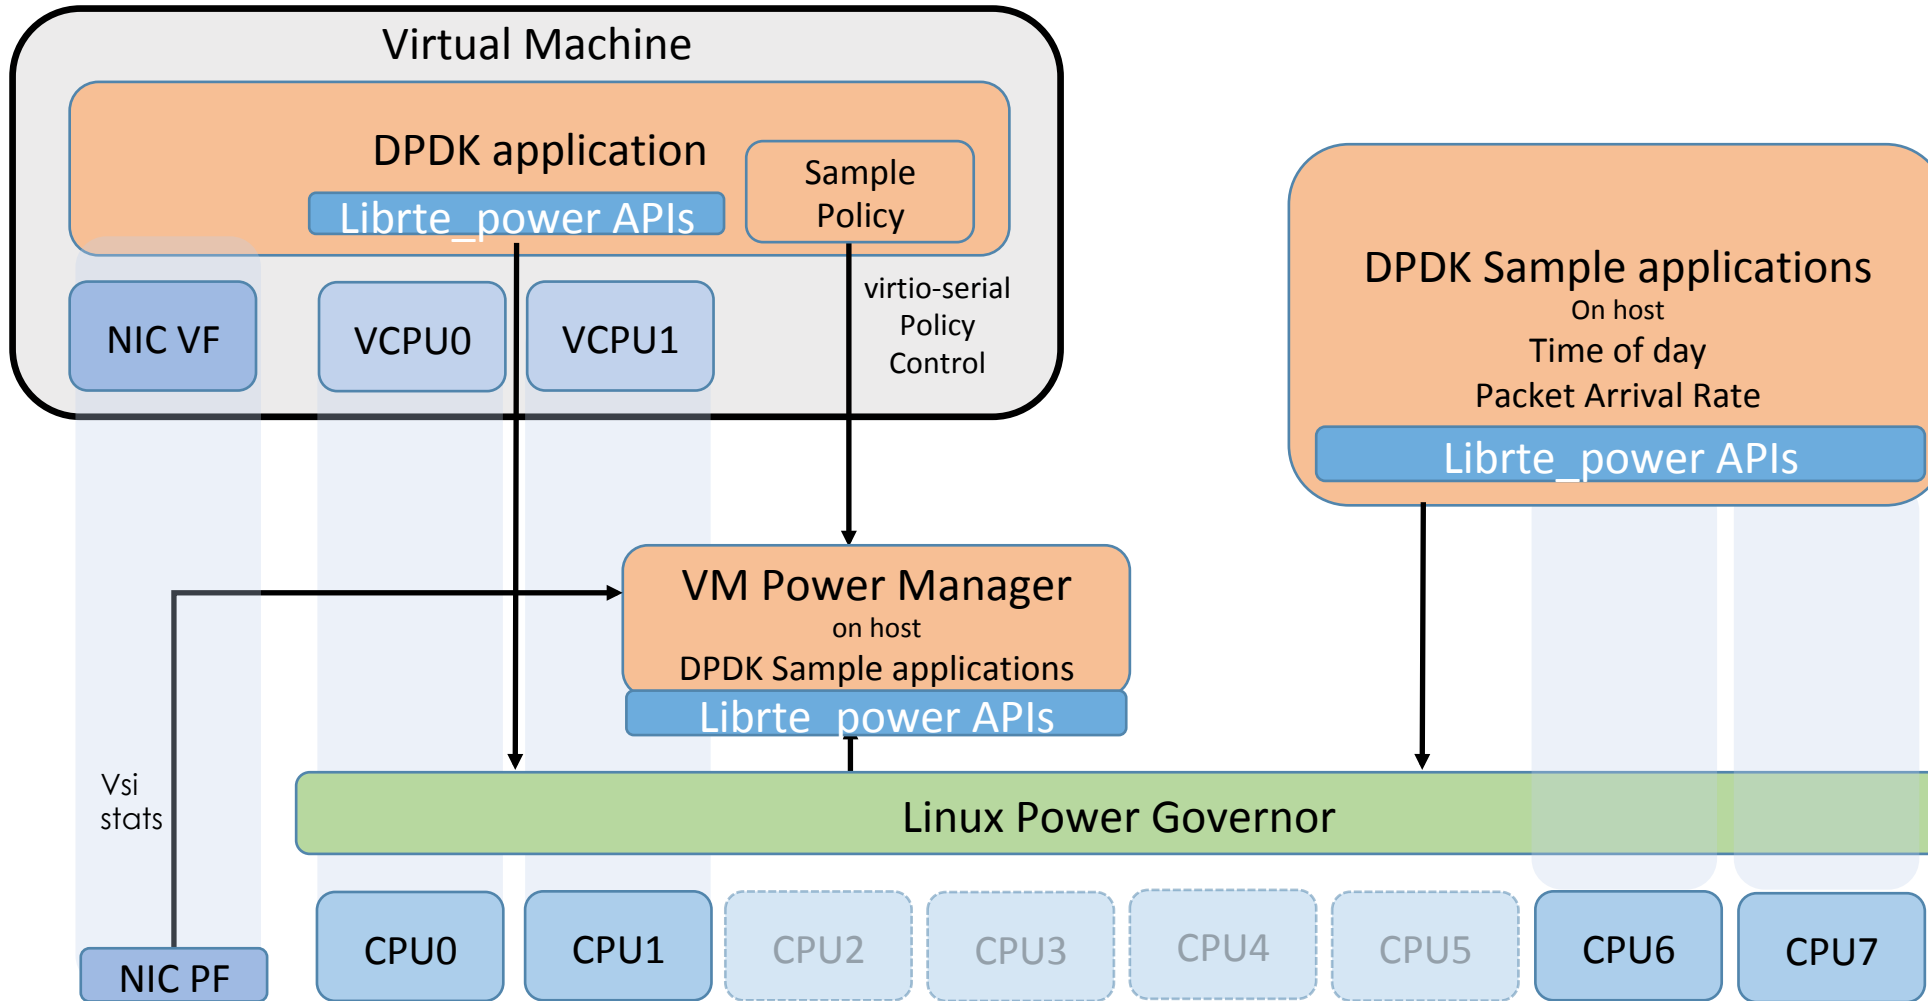 Virtual Machine
DPDK application
Librte_power APIs
Sample
Policy
NIC VF
VCPU0
VCPU1
virtio-serial
Policy
Control
DPDK Sample applications
On host
Time of day
Packet Arrival Rate
Librte_power APIs
VM Power Manager
on host
DPDK Sample applications
Librte_power APIs
Vsi
stats
Linux Power Governor
NIC PF
CPU0
CPU1
CPU2
CPU3
CPU4
CPU5
CPU6
CPU7